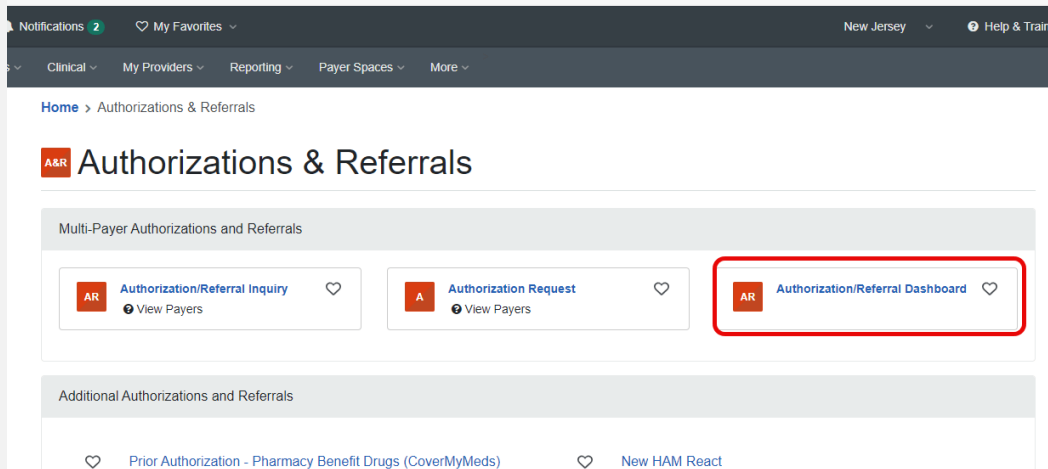 Notifications 2 My Favorites New Jersey Help & Train
s Clinical My Providers Reporting Payer Spaces More
Home > Authorizations & Referrals
A&R Authorizations & Referrals
Multi-Payer Authorizations and Referrals
AR Authorization/Referral Inquiry A Authorization Request AR Authorization/Referral Dashboard
? View Payers ? View Payers
Additional Authorizations and Referrals
Prior Authorization - Pharmacy Benefit Drugs (CoverMyMeds) New HAM React